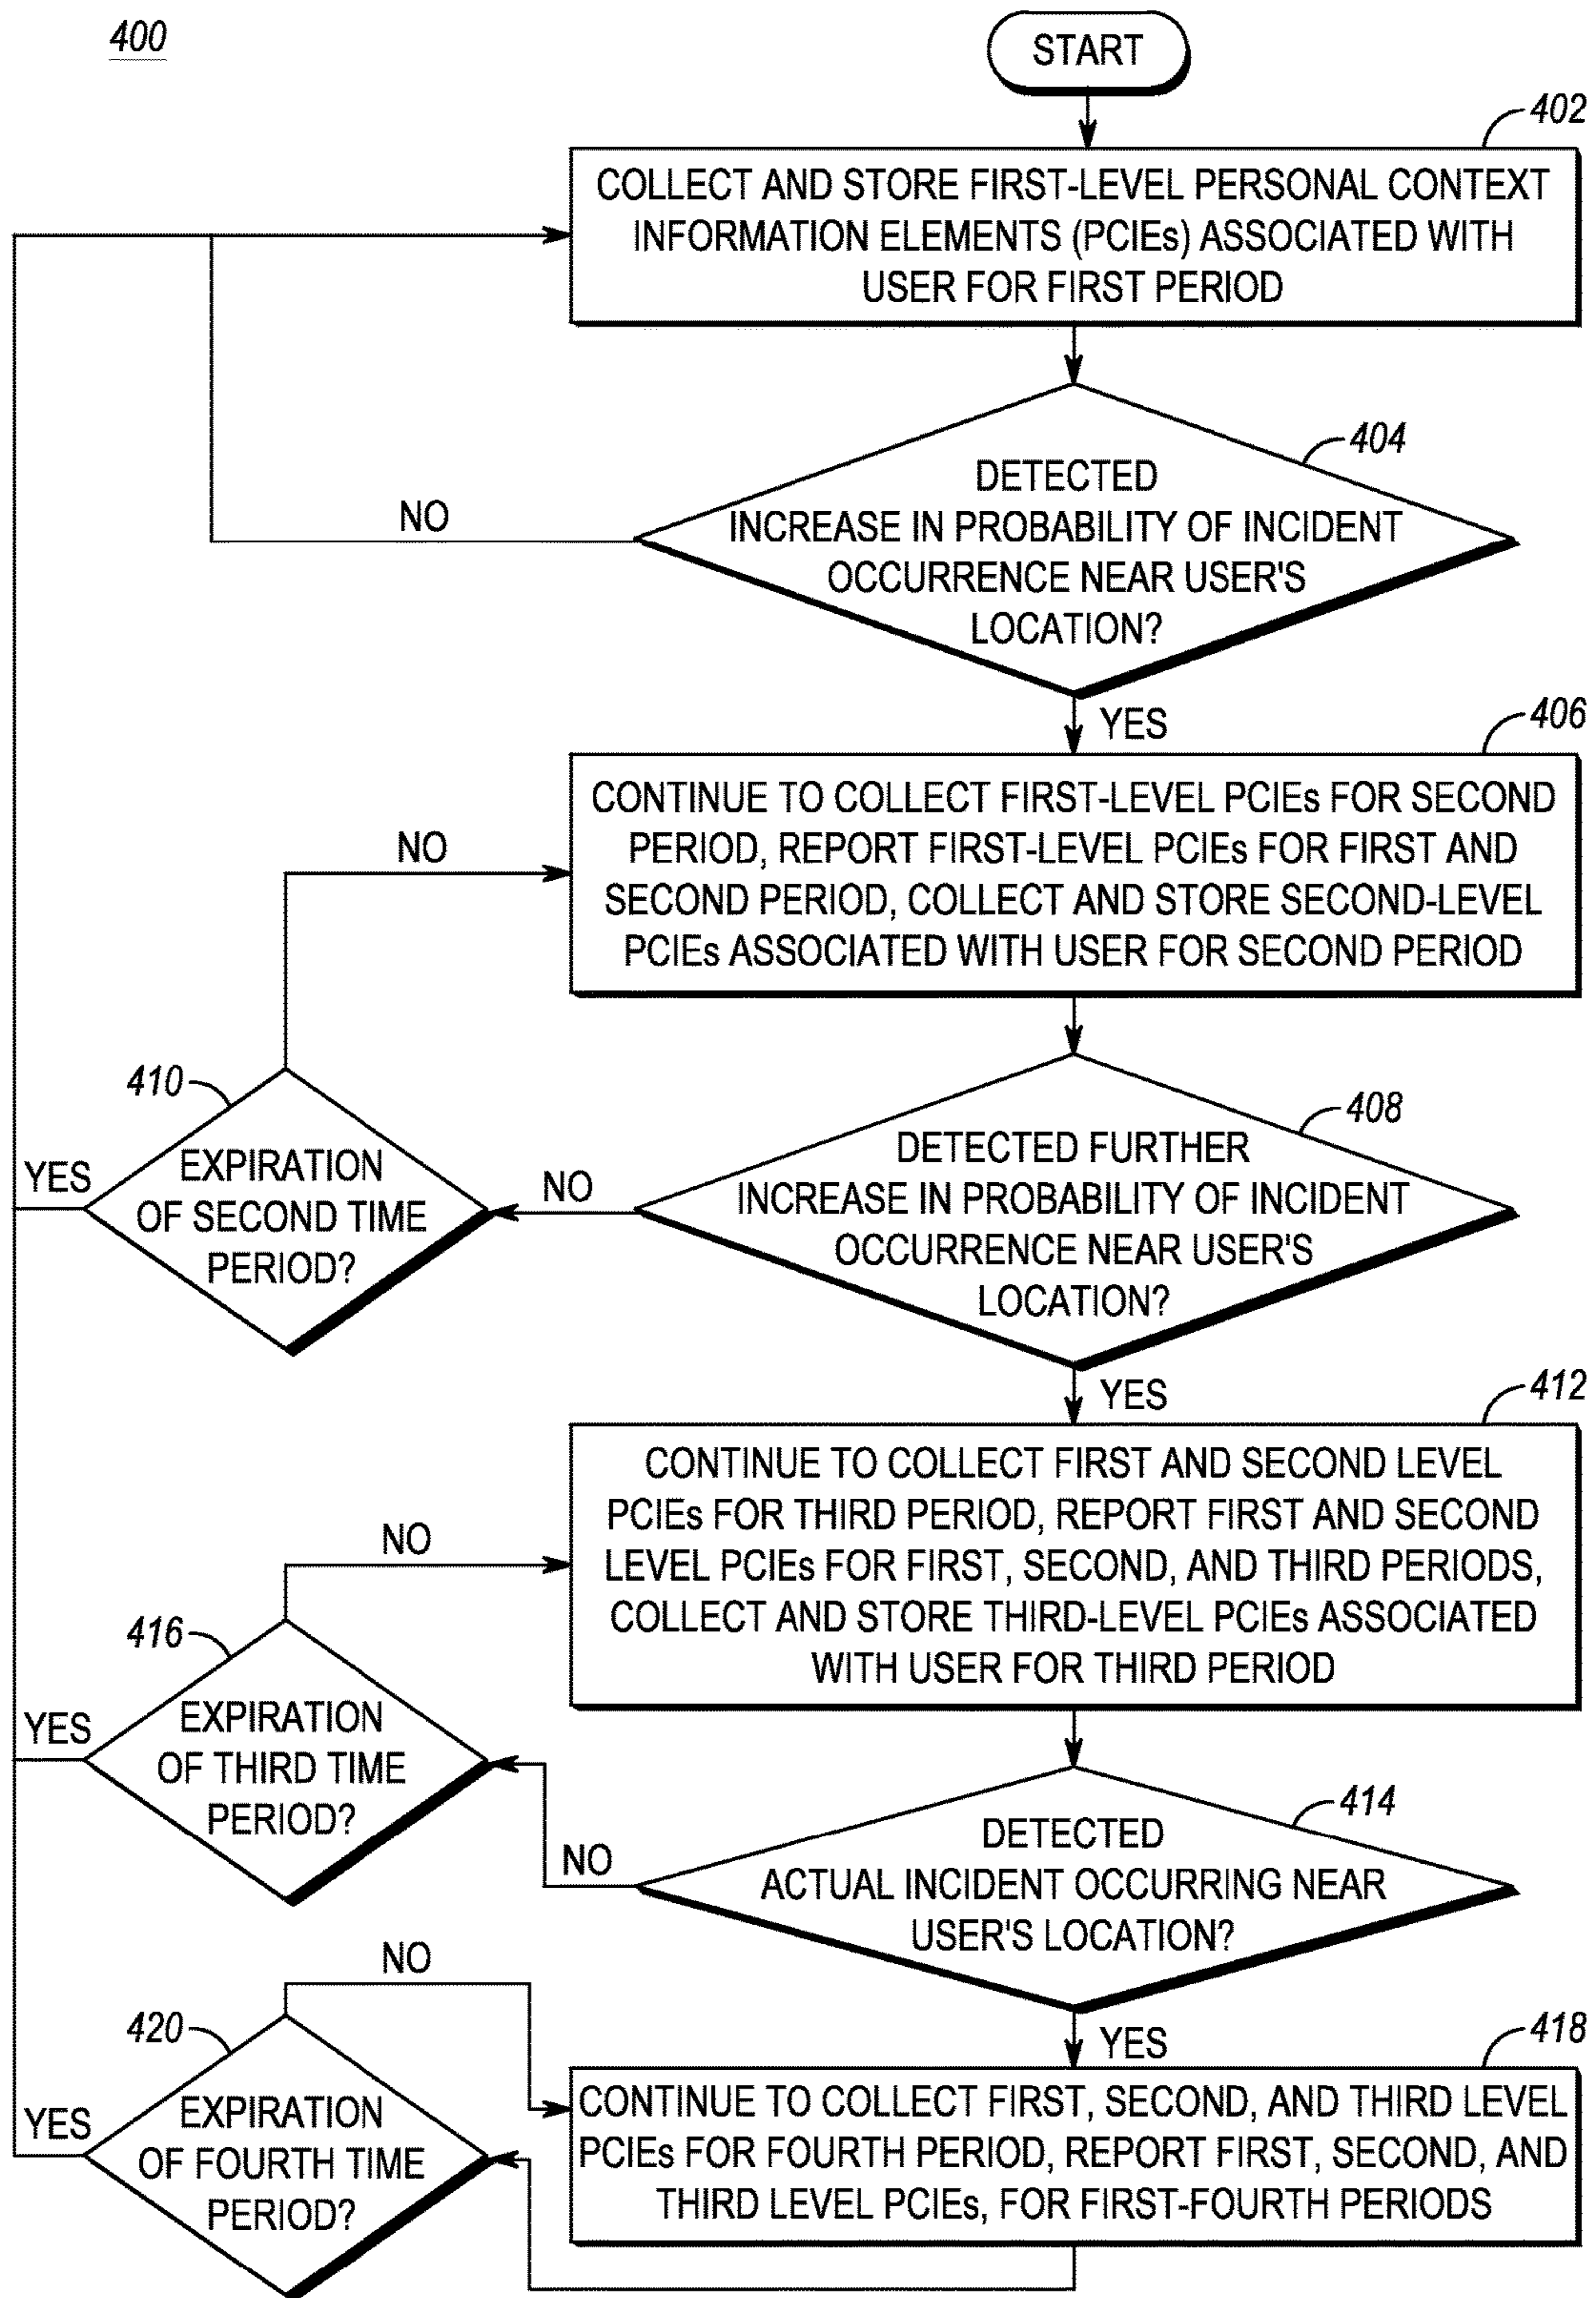 400
START
402
COLLECT AND STORE FIRST-LEVEL PERSONAL CONTEXT
INFORMATION ELEMENTS (PCIEs) ASSOCIATED WITH
USER FOR FIRST PERIOD
404
DETECTED
INCREASE IN PROBABILITY OF INCIDENT
OCCURRENCE NEAR USER'S
LOCATION?
NO
YES
406
CONTINUE TO COLLECT FIRST-LEVEL PCIEs FOR SECOND
PERIOD, REPORT FIRST-LEVEL PCIEs FOR FIRST AND
SECOND PERIOD, COLLECT AND STORE SECOND-LEVEL
PCIEs ASSOCIATED WITH USER FOR SECOND PERIOD
NO
410
EXPIRATION
OF SECOND TIME
PERIOD?
YES
NO
408
DETECTED FURTHER
INCREASE IN PROBABILITY OF INCIDENT
OCCURRENCE NEAR USER'S
LOCATION?
YES
412
CONTINUE TO COLLECT FIRST AND SECOND LEVEL
PCIEs FOR THIRD PERIOD, REPORT FIRST AND SECOND
LEVEL PCIEs FOR FIRST, SECOND, AND THIRD PERIODS,
COLLECT AND STORE THIRD-LEVEL PCIEs ASSOCIATED
WITH USER FOR THIRD PERIOD
NO
416
EXPIRATION
OF THIRD TIME
PERIOD?
YES
NO
414
DETECTED
ACTUAL INCIDENT OCCURRING NEAR
USER'S LOCATION?
YES
NO
420
EXPIRATION
OF FOURTH TIME
PERIOD?
YES
418
CONTINUE TO COLLECT FIRST, SECOND, AND THIRD LEVEL
PCIEs FOR FOURTH PERIOD, REPORT FIRST, SECOND, AND
THIRD LEVEL PCIEs, FOR FIRST-FOURTH PERIODS